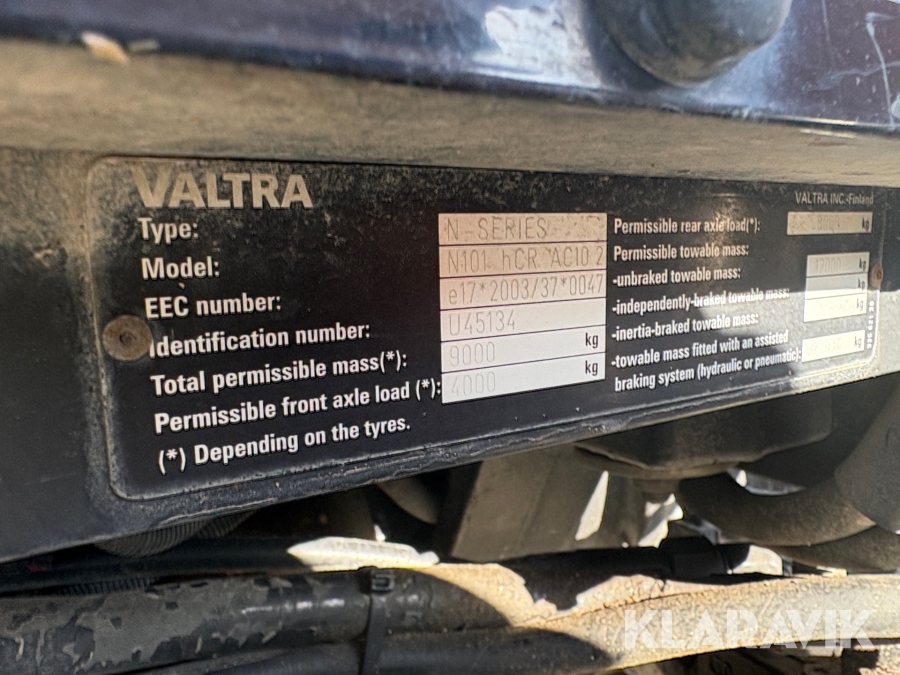 VALTRA
VALTRA INC.-Finland
Type: N-SERIES
Model: N101 hCR AC10.2
EEC number: e17*2003/37*0047
Identification number: U45134
Total permissible mass(*): 9000 kg
Permissible front axle load (*): 4000 kg
(*) Depending on the tyres.
Permissible rear axle load(*): kg
Permissible towable mass:
-unbraked towable mass: kg
-independently-braked towable mass:
-inertia-braked towable mass:
-towable mass fitted with an assisted kg
braking system (hydraulic or pneumatic):
KLARAVIK